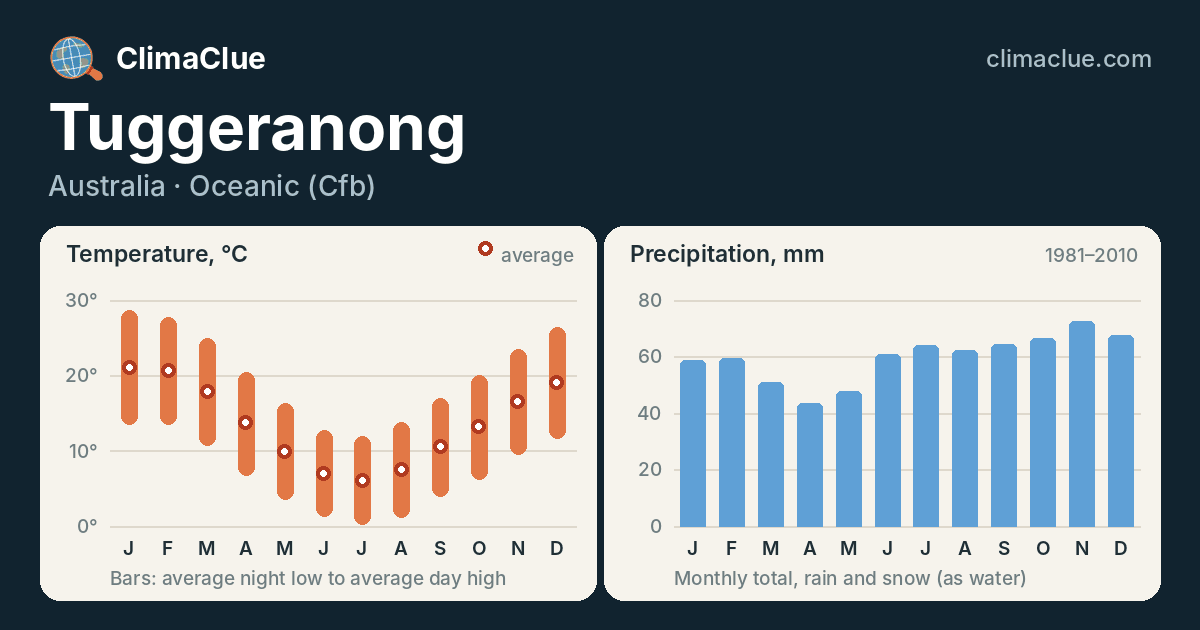 ClimaClue
climaclue.com
Tuggeranong
Australia · Oceanic (Cfb)
Temperature, °C
average
30°
20°
10°
0°
J F M A M J J A S O N D
Bars: average night low to average day high
Precipitation, mm
1981–2010
80
60
40
20
0
J F M A M J J A S O N D
Monthly total, rain and snow (as water)